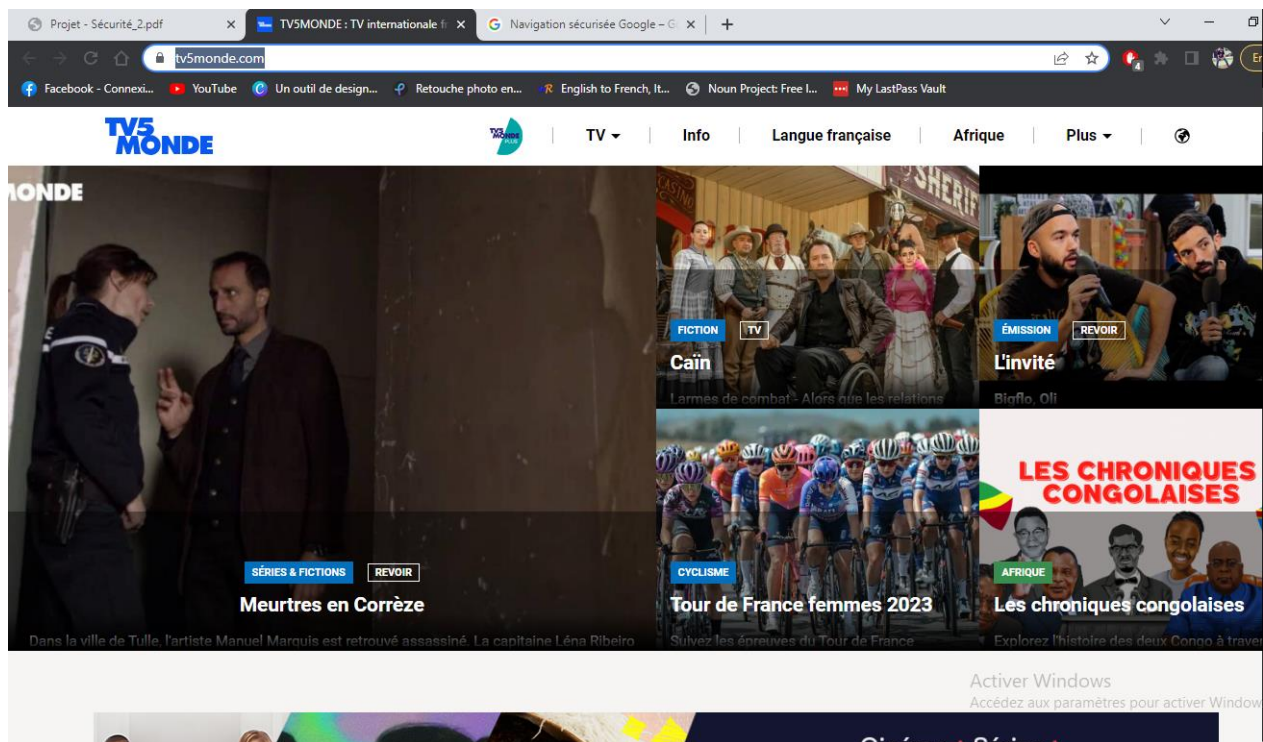 Projet - Sécurité_2.pdf
TV5MONDE : TV internationale f
Navigation sécurisée Google – G
tv5monde.com
4
Facebook - Connexi...
YouTube
Un outil de design...
Retouche photo en...
English to French, It...
Noun Project: Free I...
My LastPass Vault
TV5
MONDE
TV
Info
Langue française
Afrique
Plus
MONDE
CASINO
SHERIF
SÉRIES & FICTIONS
REVOIR
Meurtres en Corrèze
Dans la ville de Tulle, l'artiste Manuel Marquis est retrouvé assassiné. La capitaine Léna Ribeiro
FICTION
TV
Caïn
Larmes de combat - Alors que les relations
ÉMISSION
REVOIR
L'invité
Bigflo, Oli
CYCLISME
Tour de France femmes 2023
Suivez les épreuves du Tour de France
LES CHRONIQUES
CONGOLAISES
AFRIQUE
Les chroniques congolaises
Explorez l'histoire des deux Congo à traver
Activer Windows
Accédez aux paramètres pour activer Window